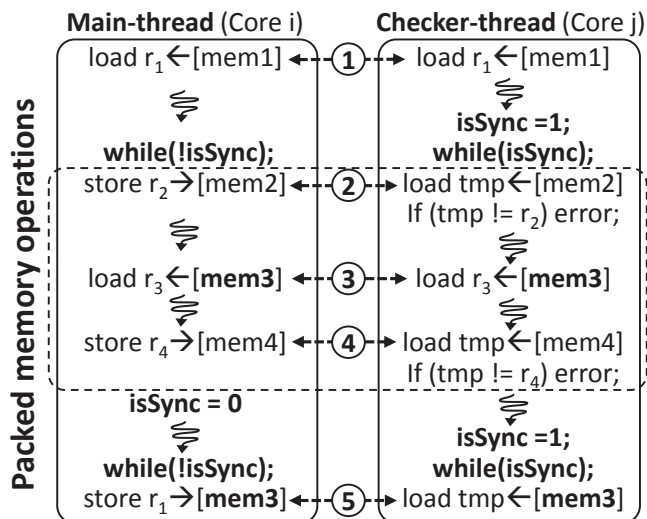 Packed memory operations
Main-thread (Core i)
load r₁←[mem1]
while(!isSync);
store r₂→[mem2]
load r₃←[mem3]
store r₄→[mem4]
isSync = 0
while(!isSync);
store r₁→[mem3]
1
2
3
4
5
Checker-thread (Core j)
load r₁←[mem1]
isSync =1;
while(isSync);
load tmp←[mem2]
If (tmp != r₂) error;
load r₃←[mem3]
load tmp←[mem4]
If (tmp != r₄) error;
isSync =1;
while(isSync);
load tmp←[mem3]